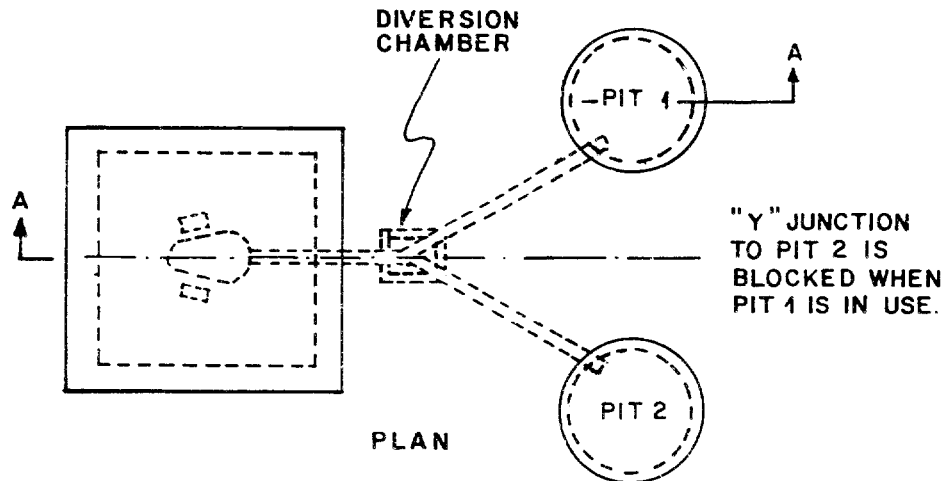 DIVERSION
CHAMBER
A
PIT 1
A
"Y" JUNCTION
TO PIT 2 IS
BLOCKED WHEN
PIT 1 IS IN USE.
PIT 2
PLAN